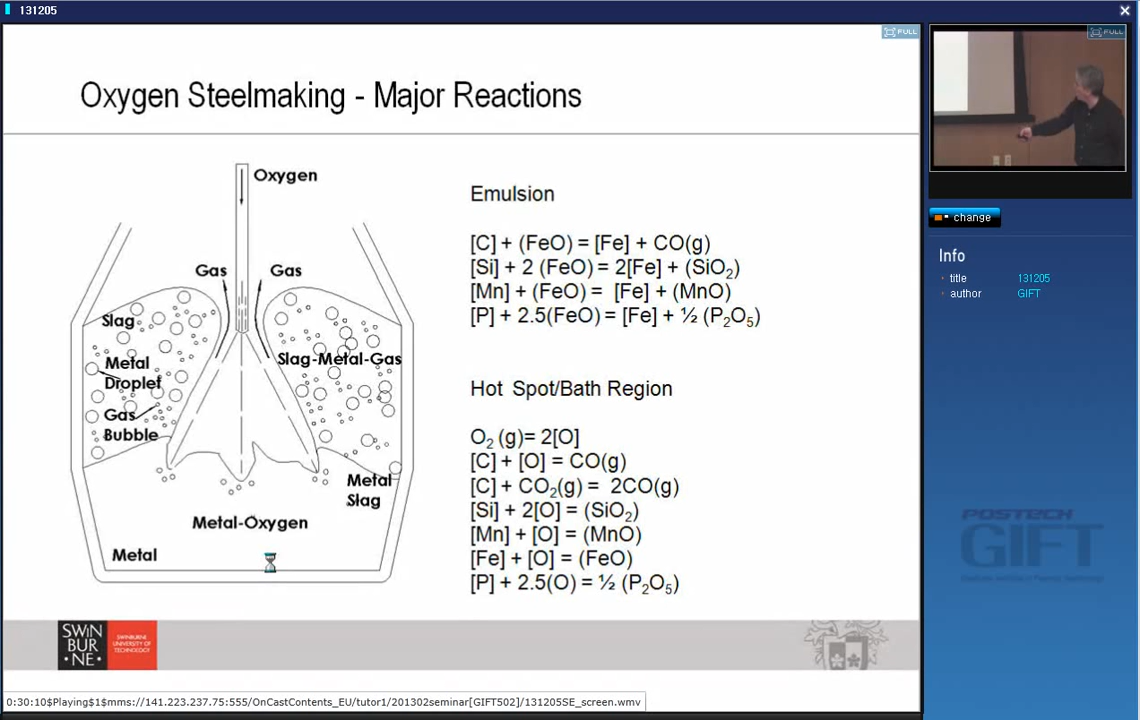 131205
FULL
FULL
Oxygen Steelmaking - Major Reactions
Oxygen
Gas
Gas
Slag
Metal
Droplet
Gas
Bubble
Slag-Metal-Gas
Metal
Slag
Metal-Oxygen
Metal
Emulsion
[C] + (FeO) = [Fe] + CO(g)
[Si] + 2 (FeO) = 2[Fe] + (SiO₂)
[Mn] + (FeO) = [Fe] + (MnO)
[P] + 2.5(FeO) = [Fe] + ½ (P₂O₅)
Hot Spot/Bath Region
O₂ (g)= 2[O]
[C] + [O] = CO(g)
[C] + CO₂(g) = 2CO(g)
[Si] + 2[O] = (SiO₂)
[Mn] + [O] = (MnO)
[Fe] + [O] = (FeO)
[P] + 2.5(O) = ½ (P₂O₅)
SWIN
BUR
NE
SWINBURNE
UNIVERSITY OF
TECHNOLOGY
0:30:10$Playing$1$mms://141.223.237.75:555/OnCastContents_EU/tutor1/201302seminar[GIFT502]/131205SE_screen.wmv
change
Info
title 131205
author GIFT
POSTECH
GIFT